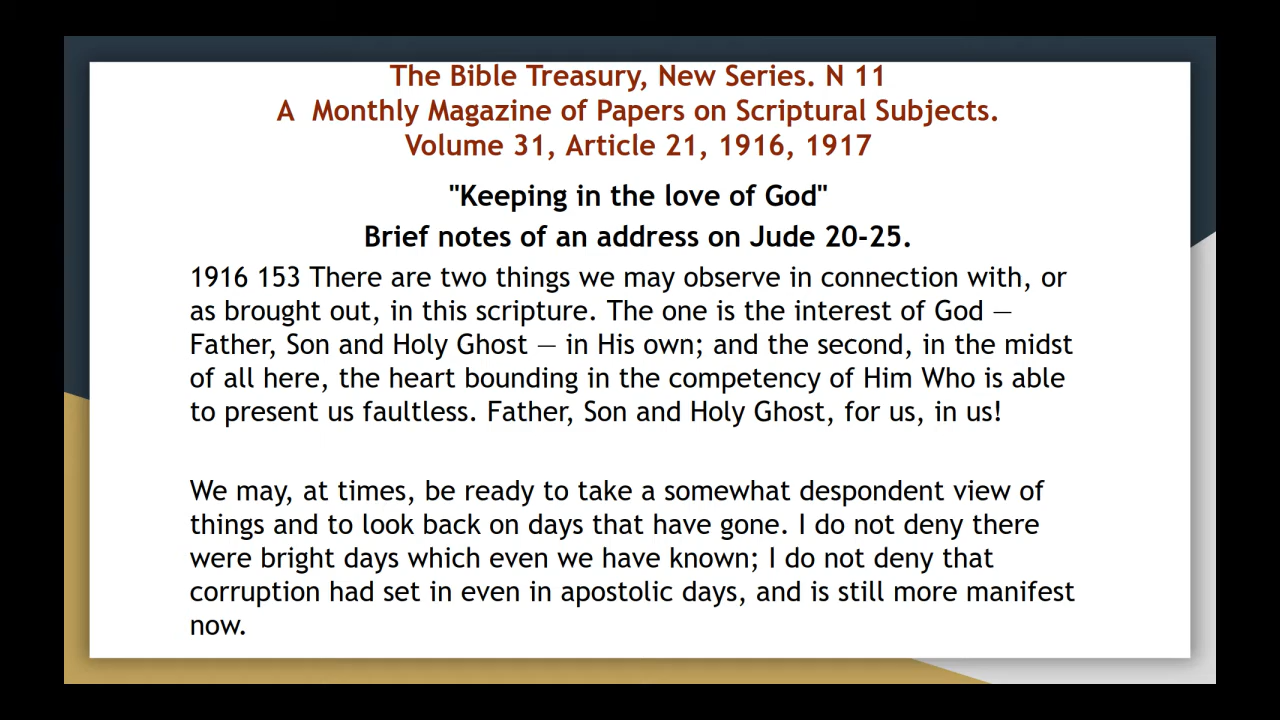 The Bible Treasury, New Series. N 11
A  Monthly Magazine of Papers on Scriptural Subjects.
Volume 31, Article 21, 1916, 1917
"Keeping in the love of God"
Brief notes of an address on Jude 20-25.
1916 153 There are two things we may observe in connection with, or
as brought out, in this scripture. The one is the interest of God —
Father, Son and Holy Ghost — in His own; and the second, in the midst
of all here, the heart bounding in the competency of Him Who is able
to present us faultless. Father, Son and Holy Ghost, for us, in us!
We may, at times, be ready to take a somewhat despondent view of
things and to look back on days that have gone. I do not deny there
were bright days which even we have known; I do not deny that
corruption had set in even in apostolic days, and is still more manifest
now.